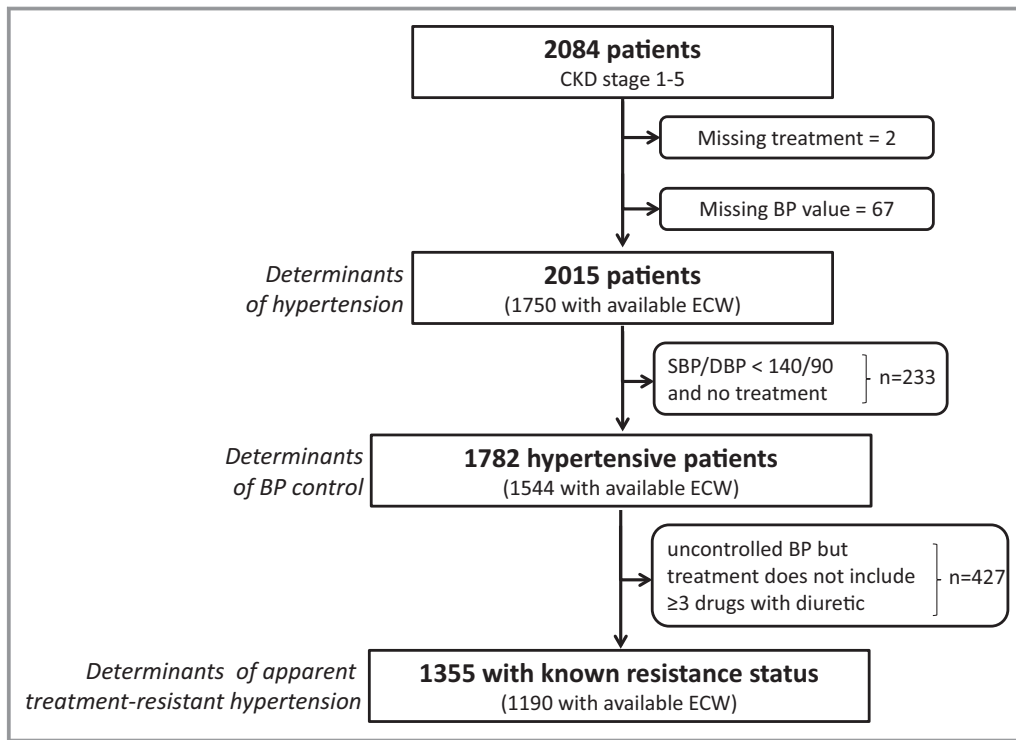 2084 patients
CKD stage 1-5
Missing treatment = 2
Missing BP value = 67
Determinants
of hypertension
2015 patients
(1750 with available ECW)
SBP/DBP < 140/90
and no treatment
n=233
Determinants
of BP control
1782 hypertensive patients
(1544 with available ECW)
uncontrolled BP but
treatment does not include
≥3 drugs with diuretic
n=427
Determinants of apparent
treatment-resistant hypertension
1355 with known resistance status
(1190 with available ECW)